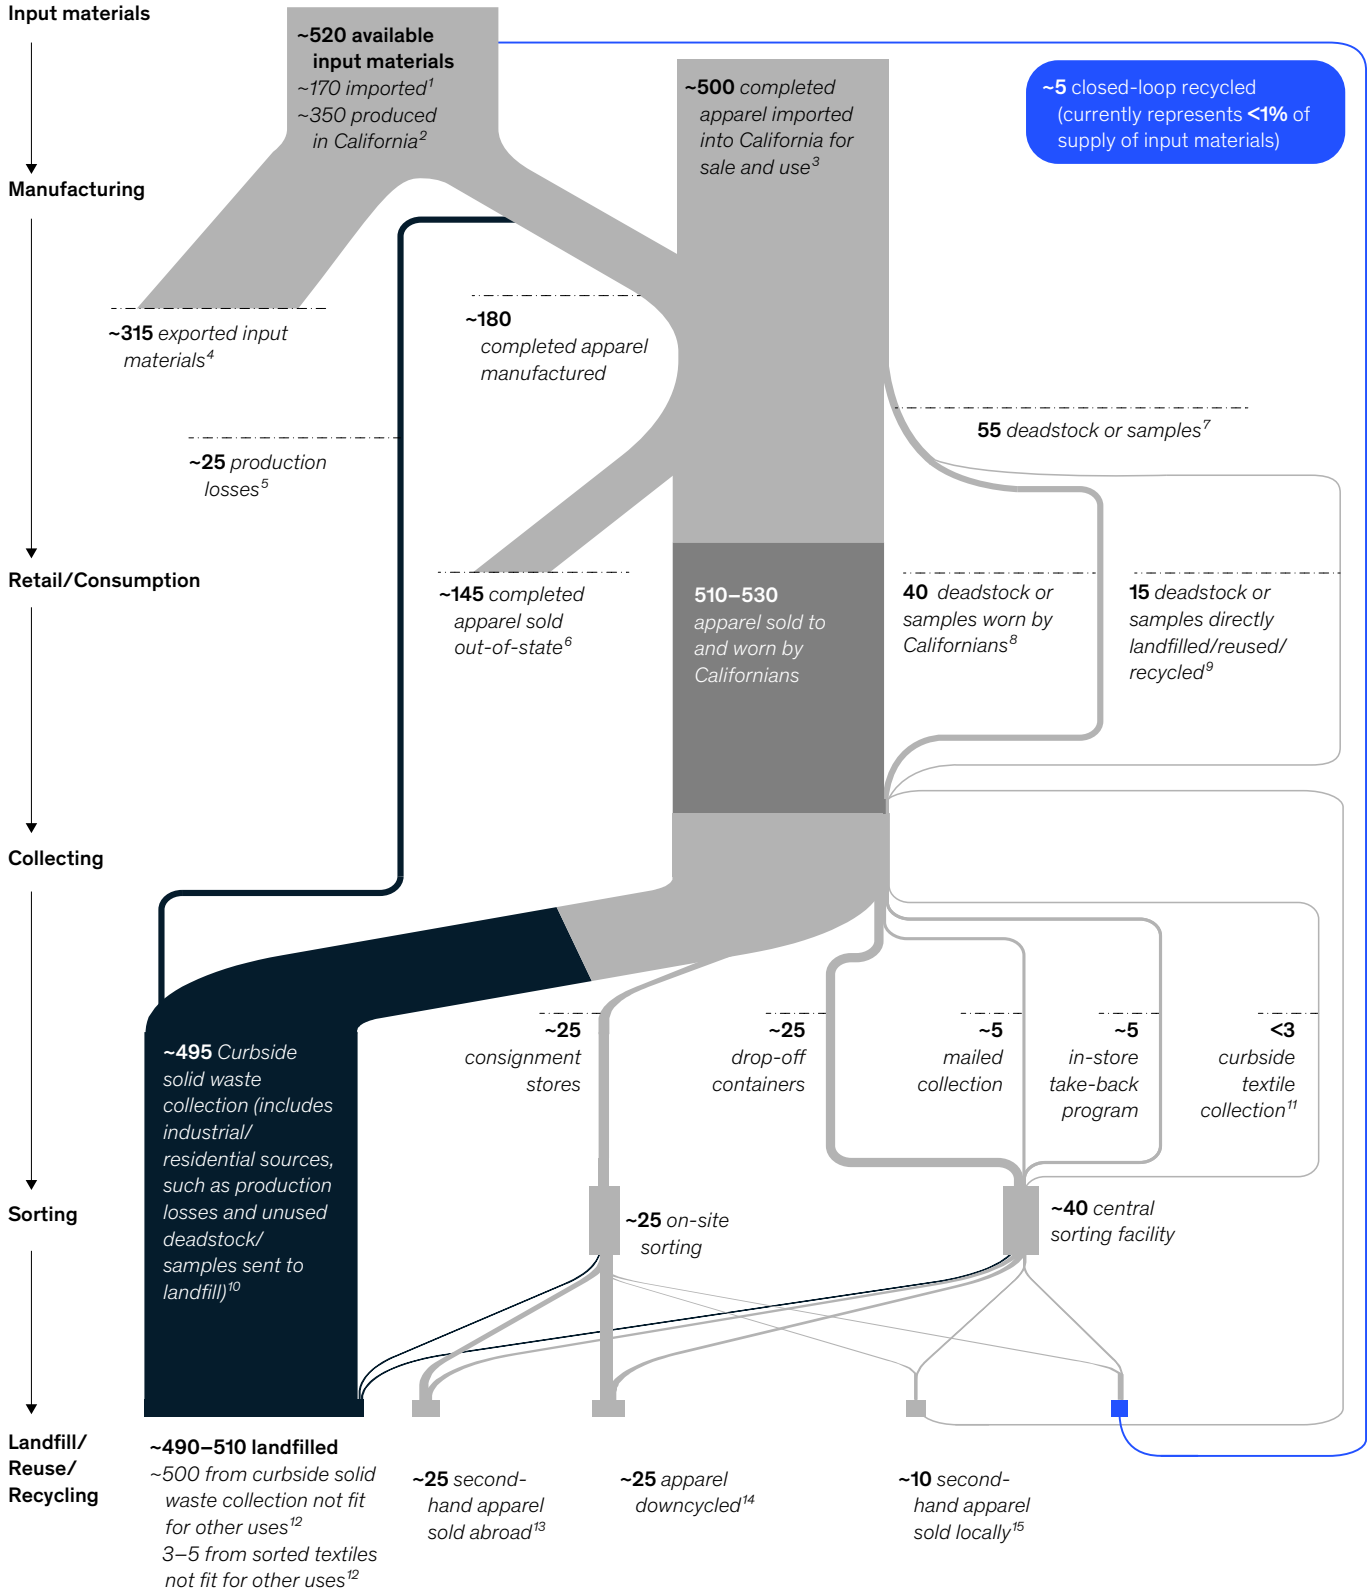 Input materials
~520 available
input materials
~170 imported¹
~350 produced
in California²
~500 completed
apparel imported
into California for
sale and use³
~5 closed-loop recycled
(currently represents <1% of
supply of input materials)
Manufacturing
~315 exported input
materials⁴
~180
completed apparel
manufactured
55 deadstock or samples⁷
~25 production
losses⁵
Retail/Consumption
~145 completed
apparel sold
out-of-state⁶
510–530
apparel sold to
and worn by
Californians
40 deadstock or
samples worn by
Californians⁸
15 deadstock or
samples directly
landfilled/reused/
recycled⁹
Collecting
~495 Curbside
solid waste
collection (includes
industrial/
residential sources,
such as production
losses and unused
deadstock/
samples sent to
landfill)¹⁰
~25
consignment
stores
~25
drop-off
containers
~5
mailed
collection
~5
in-store
take-back
program
<3
curbside
textile
collection¹¹
Sorting
~25 on-site
sorting
~40 central
sorting facility
Landfill/
Reuse/
Recycling
~490–510 landfilled
~500 from curbside solid
waste collection not fit
for other uses¹²
3–5 from sorted textiles
not fit for other uses¹²
~25 second-
hand apparel
sold abroad¹³
~25 apparel
downcycled¹⁴
~10 second-
hand apparel
sold locally¹⁵